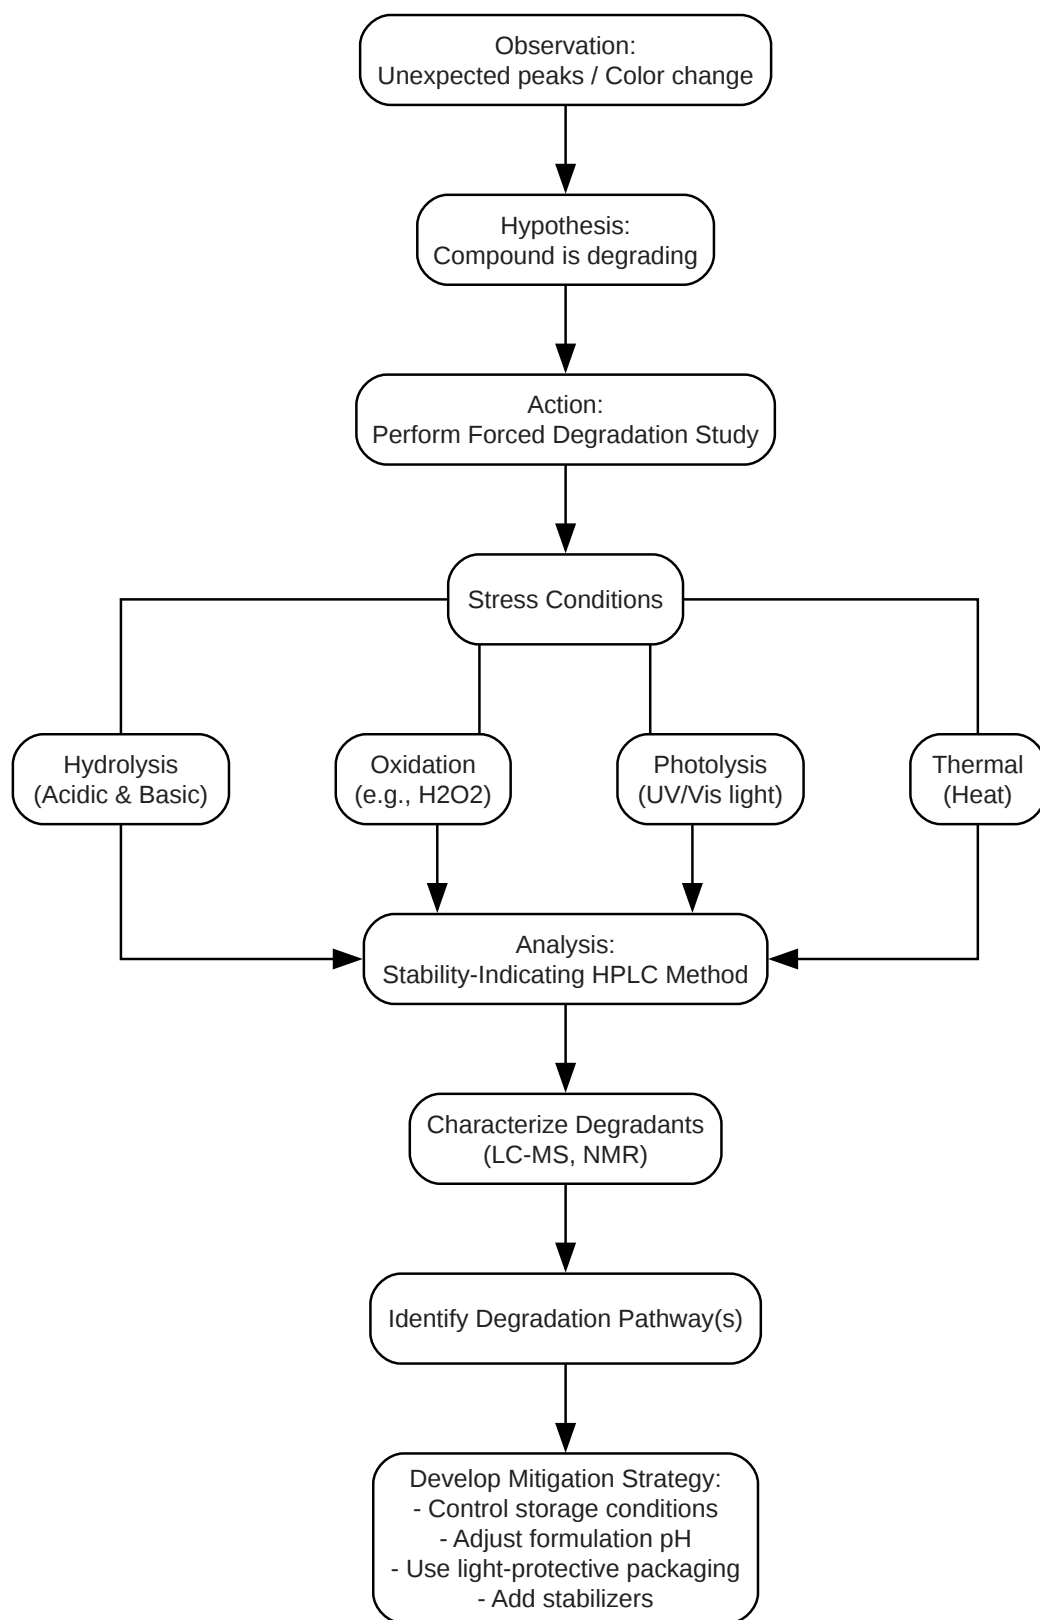 Observation:
Unexpected peaks / Color change
Hypothesis:
Compound is degrading
Action:
Perform Forced Degradation Study
Stress Conditions
Hydrolysis
(Acidic & Basic)
Oxidation
(e.g., H2O2)
Photolysis
(UV/Vis light)
Thermal
(Heat)
Analysis:
Stability-Indicating HPLC Method
Characterize Degradants
(LC-MS, NMR)
Identify Degradation Pathway(s)
Develop Mitigation Strategy:
- Control storage conditions
- Adjust formulation pH
- Use light-protective packaging
- Add stabilizers